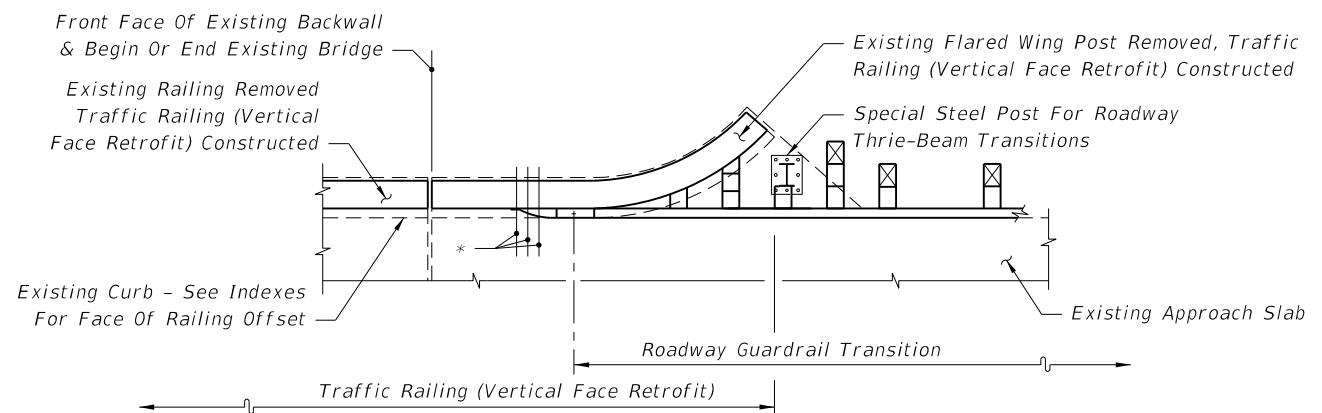 Front Face Of Existing Backwall
& Begin Or End Existing Bridge
Existing Railing Removed
Traffic Railing (Vertical
Face Retrofit) Constructed
Existing Flared Wing Post Removed, Traffic
Railing (Vertical Face Retrofit) Constructed
Special Steel Post For Roadway
Thrie-Beam Transitions
*
Existing Curb - See Indexes
For Face Of Railing Offset
Existing Approach Slab
Roadway Guardrail Transition
Traffic Railing (Vertical Face Retrofit)